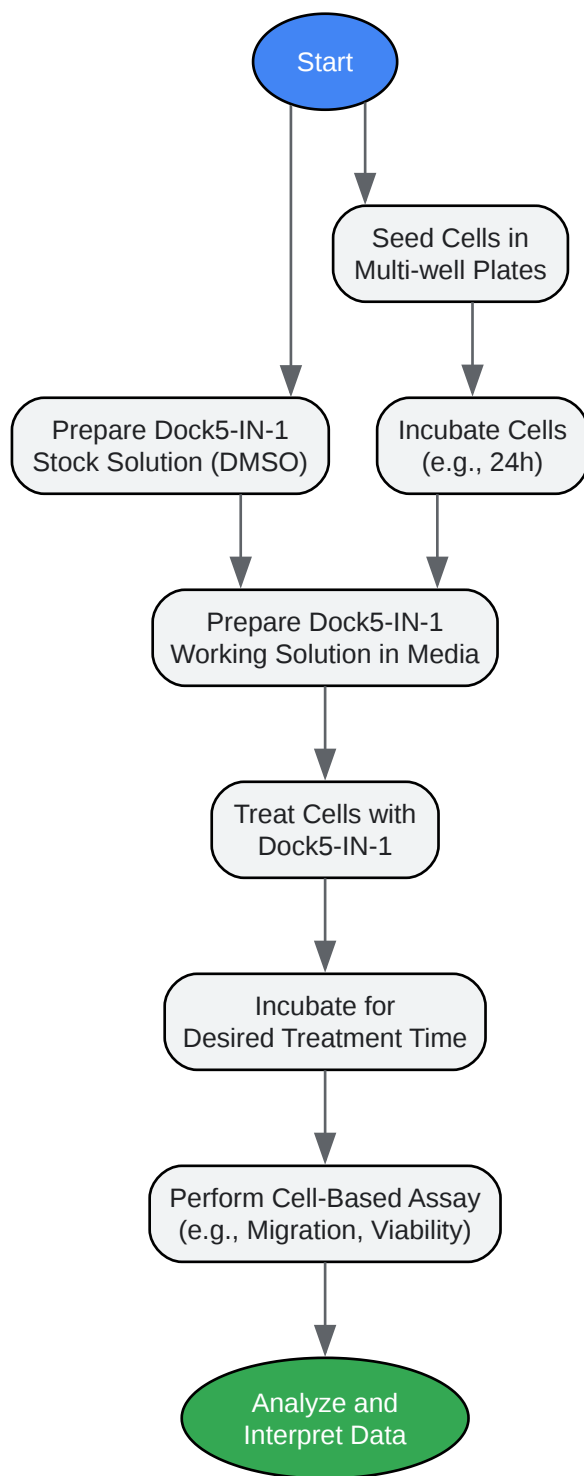 Start
Seed Cells in
Multi-well Plates
Prepare Dock5-IN-1
Stock Solution (DMSO)
Incubate Cells
(e.g., 24h)
Prepare Dock5-IN-1
Working Solution in Media
Treat Cells with
Dock5-IN-1
Incubate for
Desired Treatment Time
Perform Cell-Based Assay
(e.g., Migration, Viability)
Analyze and
Interpret Data